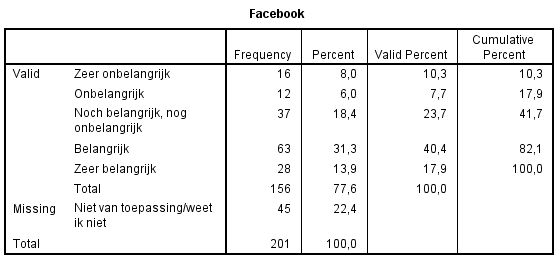 Facebook
Frequency Percent Valid Percent Cumulative Percent
Valid Zeer onbelangrijk 16 8,0 10,3 10,3
Onbelangrijk 12 6,0 7,7 17,9
Noch belangrijk, nog onbelangrijk 37 18,4 23,7 41,7
Belangrijk 63 31,3 40,4 82,1
Zeer belangrijk 28 13,9 17,9 100,0
Total 156 77,6 100,0
Missing Niet van toepassing/weet ik niet 45 22,4
Total 201 100,0